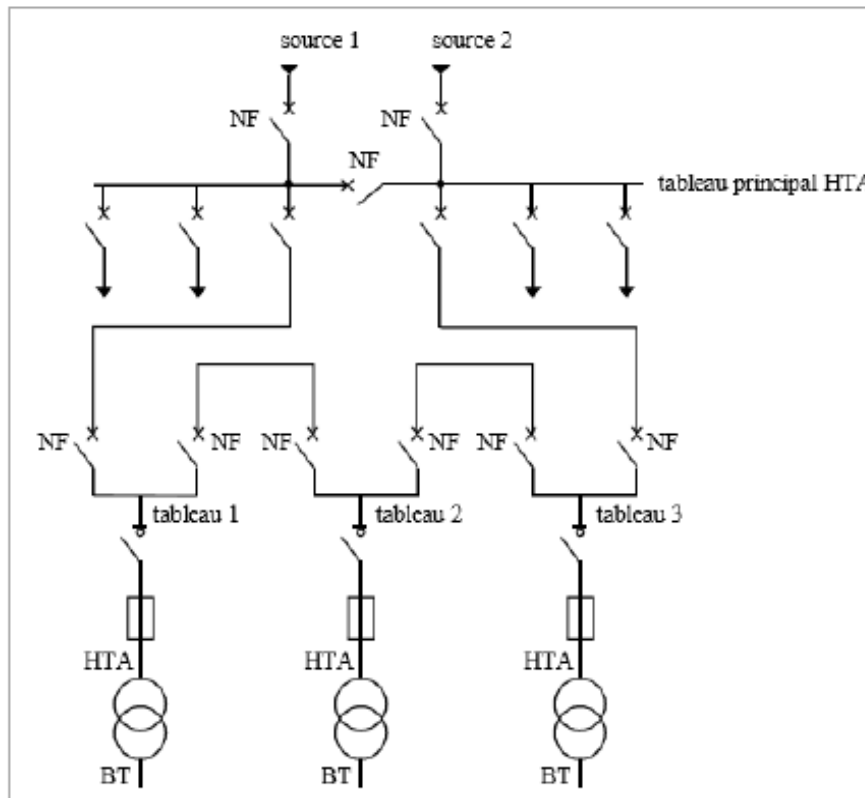 source 1
source 2
NF
NF
NF
tableau principal HTA
NF
NF
NF
NF
NF
NF
tableau 1
tableau 2
tableau 3
HTA
HTA
HTA
BT
BT
BT